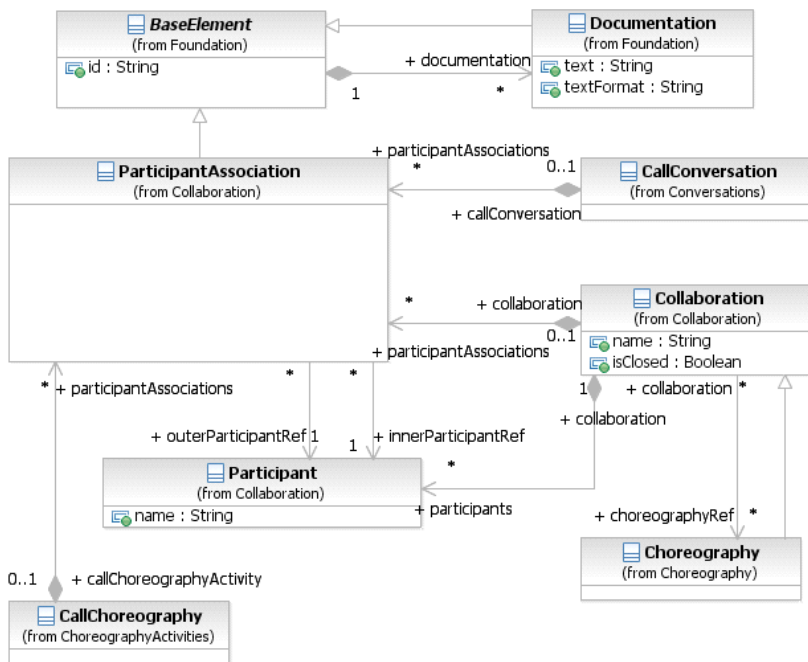 BaseElement
(from Foundation)
id : String
Documentation
(from Foundation)
text : String
textFormat : String
+ documentation
1
*
ParticipantAssociation
(from Collaboration)
+ participantAssociations
*
0..1
+ callConversation
CallConversation
(from Conversations)
*
+ collaboration
0..1
+ participantAssociations
Collaboration
(from Collaboration)
name : String
isClosed : Boolean
* + participantAssociations
*
*
+ outerParticipantRef 1
1
+ innerParticipantRef
1
+ collaboration
+ collaboration *
*
+ participants
Participant
(from Collaboration)
name : String
+ choreographyRef *
Choreography
(from Choreography)
0..1
+ callChoreographyActivity
CallChoreography
(from ChoreographyActivities)